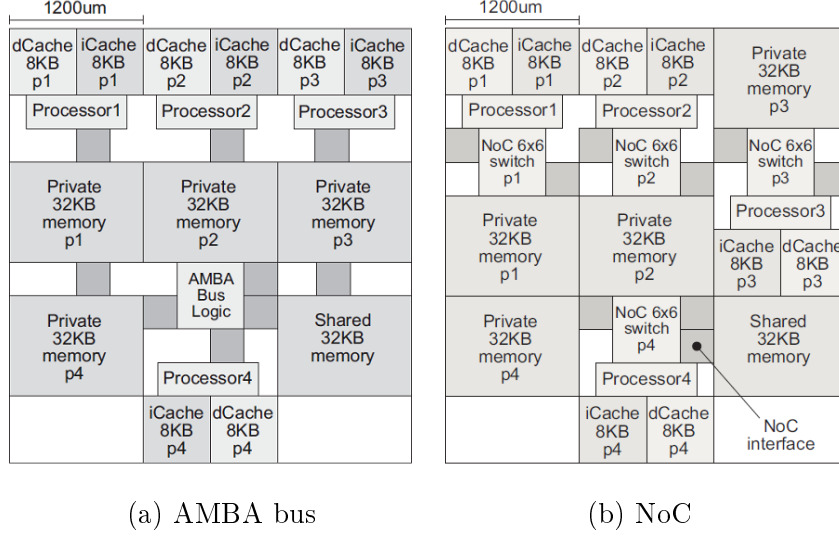 1200um
dCache
8KB
p1
iCache
8KB
p1
dCache
8KB
p2
iCache
8KB
p2
dCache
8KB
p3
iCache
8KB
p3
Processor1
Processor2
Processor3
Private
32KB
memory
p1
Private
32KB
memory
p2
Private
32KB
memory
p3
AMBA
Bus
Logic
Private
32KB
memory
p4
Shared
32KB
memory
Processor4
iCache
8KB
p4
dCache
8KB
p4
(a) AMBA bus
1200um
dCache
8KB
p1
iCache
8KB
p1
dCache
8KB
p2
iCache
8KB
p2
Private
32KB
memory
p3
Processor1
Processor2
NoC 6x6
switch
p1
NoC 6x6
switch
p2
NoC 6x6
switch
p3
Processor3
Private
32KB
memory
p1
Private
32KB
memory
p2
iCache
8KB
p3
dCache
8KB
p3
Private
32KB
memory
p4
NoC 6x6
switch
p4
Shared
32KB
memory
Processor4
iCache
8KB
p4
dCache
8KB
p4
NoC
interface
(b) NoC